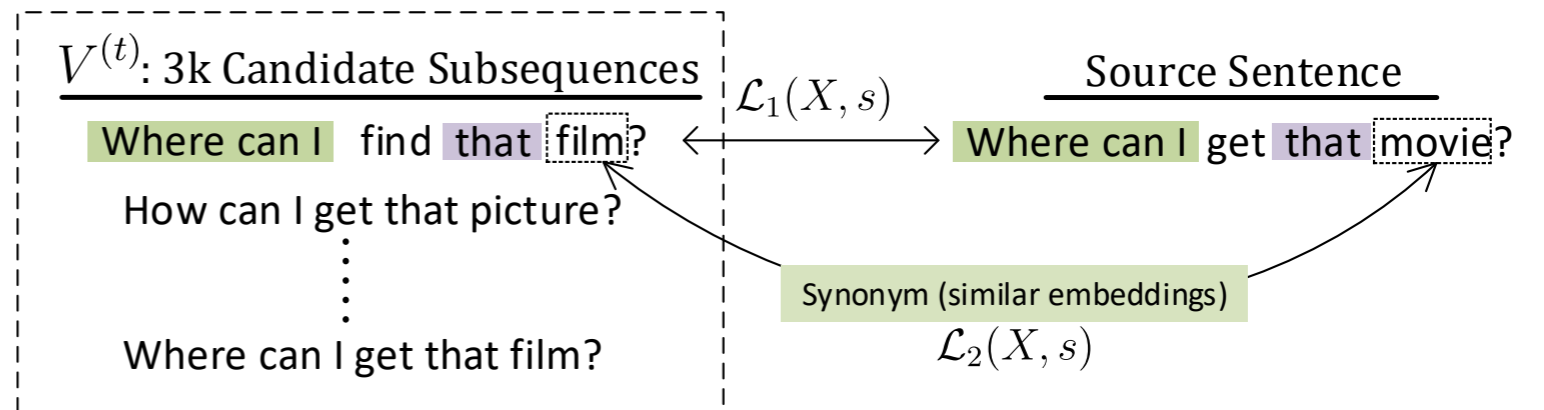 V^(t): 3k Candidate Subsequences
Where can I find that film?
How can I get that picture?
Where can I get that film?
ℒ₁(X, s)
Source Sentence
Where can I get that movie?
Synonym (similar embeddings)
ℒ₂(X, s)